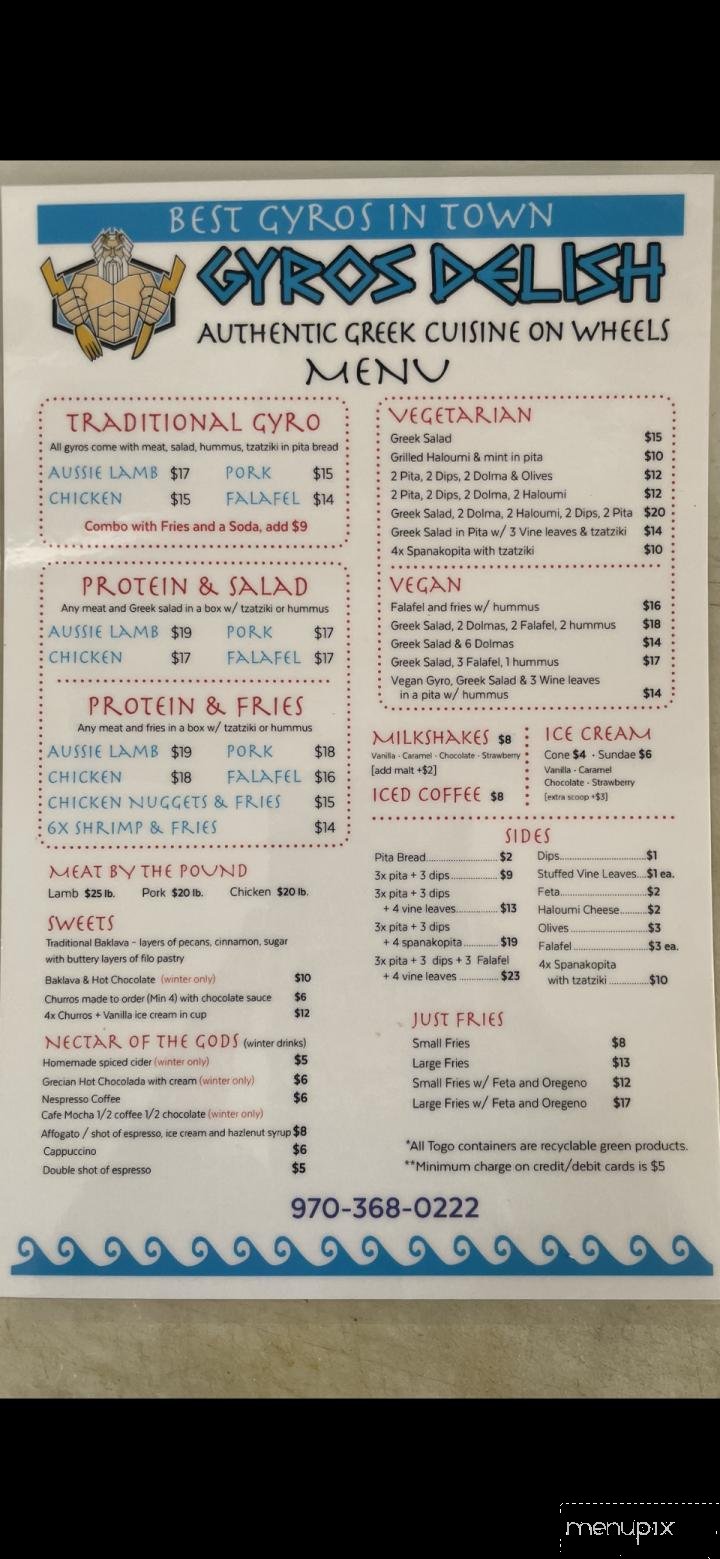 BEST GYROS IN TOWN
GYROS DELISH
AUTHENTIC GREEK CUISINE ON WHEELS
MENU
TRADITIONAL GYRO
All gyros come with meat, salad, hummus, tzatziki in pita bread
AUSSIE LAMB $17 PORK $15
CHICKEN $15 FALAFEL $14
Combo with Fries and a Soda, add $9
PROTEIN & SALAD
Any meat and Greek salad in a box w/ tzatziki or hummus
AUSSIE LAMB $19 PORK $17
CHICKEN $17 FALAFEL $17
PROTEIN & FRIES
Any meat and fries in a box w/ tzatziki or hummus
AUSSIE LAMB $19 PORK $18
CHICKEN $18 FALAFEL $16
CHICKEN NUGGETS & FRIES $15
6X SHRIMP & FRIES $14
MEAT BY THE POUND
Lamb $25 lb. Pork $20 lb. Chicken $20 lb.
SWEETS
Traditional Baklava - layers of pecans, cinnamon, sugar
with buttery layers of filo pastry
Baklava & Hot Chocolate (winter only) $10
Churros made to order (Min 4) with chocolate sauce $6
4x Churros + Vanilla ice cream in cup $12
NECTAR OF THE GODS (winter drinks)
Homemade spiced cider (winter only) $5
Grecian Hot Chocolada with cream (winter only) $6
Nespresso Coffee $6
Cafe Mocha 1/2 coffee 1/2 chocolate (winter only)
Affogato / shot of espresso, ice cream and hazlenut syrup $8
Cappuccino $6
Double shot of espresso $5
VEGETARIAN
Greek Salad $15
Grilled Haloumi & mint in pita $10
2 Pita, 2 Dips, 2 Dolma & Olives $12
2 Pita, 2 Dips, 2 Dolma, 2 Haloumi $12
Greek Salad, 2 Dolma, 2 Haloumi, 2 Dips, 2 Pita $20
Greek Salad in Pita w/ 3 Vine leaves & tzatziki $14
4x Spanakopita with tzatziki $10
VEGAN
Falafel and fries w/ hummus $16
Greek Salad, 2 Dolmas, 2 Falafel, 2 hummus $18
Greek Salad & 6 Dolmas $14
Greek Salad, 3 Falafel, 1 hummus $17
Vegan Gyro, Greek Salad & 3 Wine leaves
in a pita w/ hummus $14
MILKSHAKES $8
Vanilla - Caramel - Chocolate - Strawberry
[add malt +$2]
ICED COFFEE $8
ICE CREAM
Cone $4 · Sundae $6
Vanilla - Caramel
Chocolate - Strawberry
[extra scoop +$3]
SIDES
Pita Bread.................... $2
3x pita + 3 dips............. $9
3x pita + 3 dips
+ 4 vine leaves............ $13
3x pita + 3 dips
+ 4 spanakopita.......... $19
3x pita + 3 dips + 3 Falafel
+ 4 vine leaves ........... $23
Dips.........................$1
Stuffed Vine Leaves....$1 ea.
Feta.........................$2
Haloumi Cheese.........$2
Olives.......................$3
Falafel......................$3 ea.
4x Spanakopita
with tzatziki ............$10
JUST FRIES
Small Fries $8
Large Fries $13
Small Fries w/ Feta and Oregeno $12
Large Fries w/ Feta and Oregeno $17
*All Togo containers are recyclable green products.
**Minimum charge on credit/debit cards is $5
970-368-0222
menupix